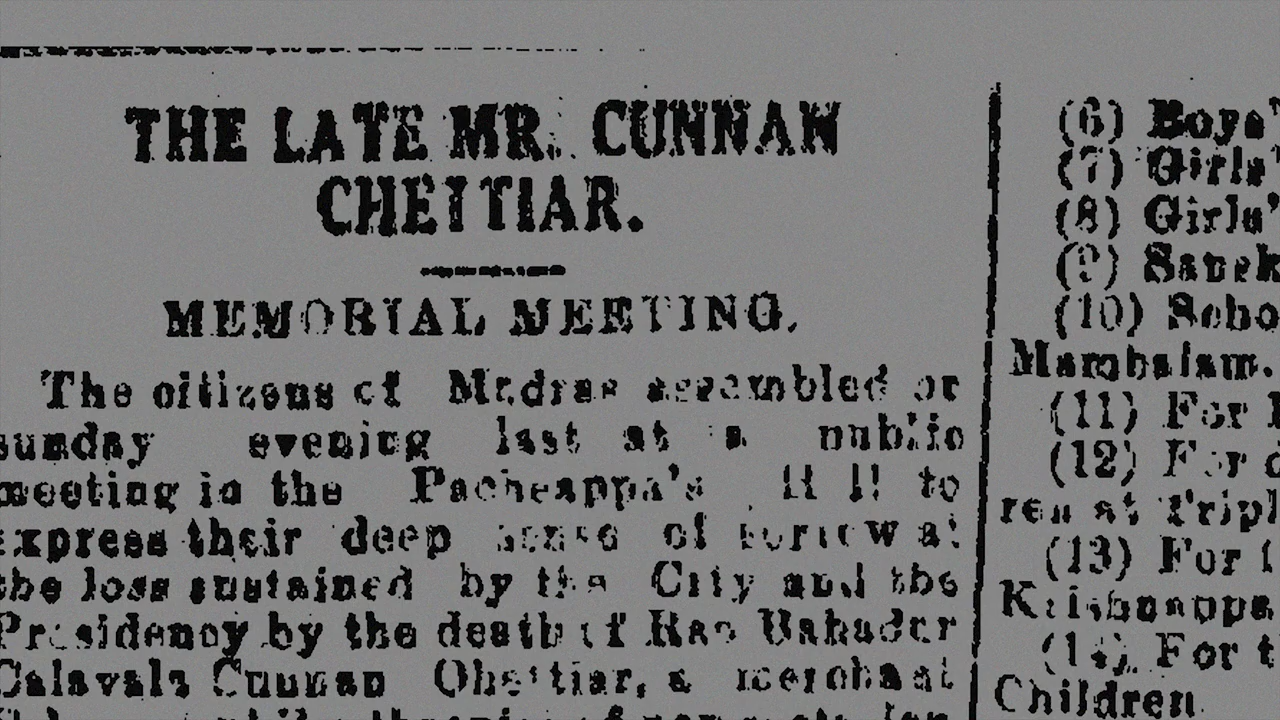 THE LATE MR. CUNNAN
CHETTIAR.
MEMORIAL MEETING.
The citizens of Madras assembled on
sunday evening last at a public
meeting in the Pacheappa's Hall to
express their deep sense of sorrow at
the loss sustained by the City and the
Presidency by the death of Rao Bahadur
Calavala Cunnan Chettiar, a merchant
(6) Boys'
(7) Girls'
(8) Girls'
(9)
(10)
Mambalam.
(11) For
(12) For
ren at
(13) For
Krishnappa
(14) For
Children